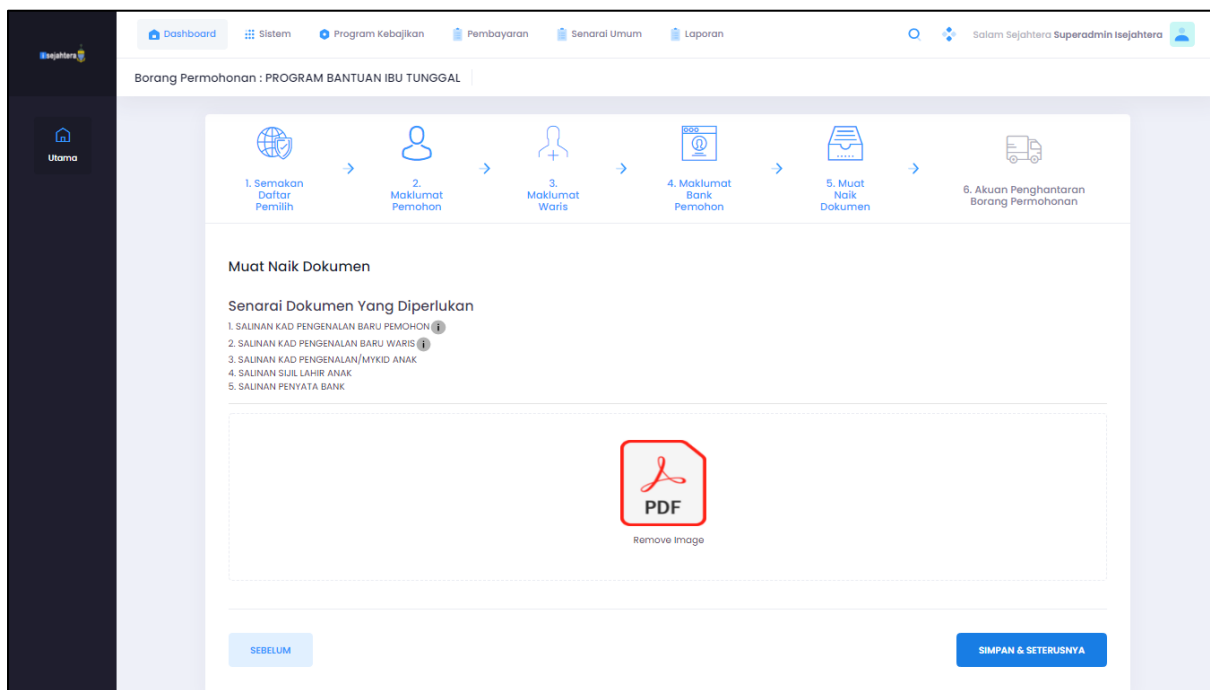 Dashboard
Sistem
Program Kebajikan
Pembayaran
Senarai Umum
Laporan
Salam Sejahtera Superadmin Isejahtera
isejahtera
Borang Permohonan : PROGRAM BANTUAN IBU TUNGGAL
Utama
1. Semakan
Daftar
Pemilih
2.
Maklumat
Pemohon
3.
Maklumat
Waris
4. Maklumat
Bank
Pemohon
5. Muat
Naik
Dokumen
6. Akuan Penghantaran
Borang Permohonan
Muat Naik Dokumen
Senarai Dokumen Yang Diperlukan
1. SALINAN KAD PENGENALAN BARU PEMOHON i
2. SALINAN KAD PENGENALAN BARU WARIS i
3. SALINAN KAD PENGENALAN/MYKID ANAK
4. SALINAN SIJIL LAHIR ANAK
5. SALINAN PENYATA BANK
PDF
Remove Image
SEBELUM
SIMPAN & SETERUSNYA